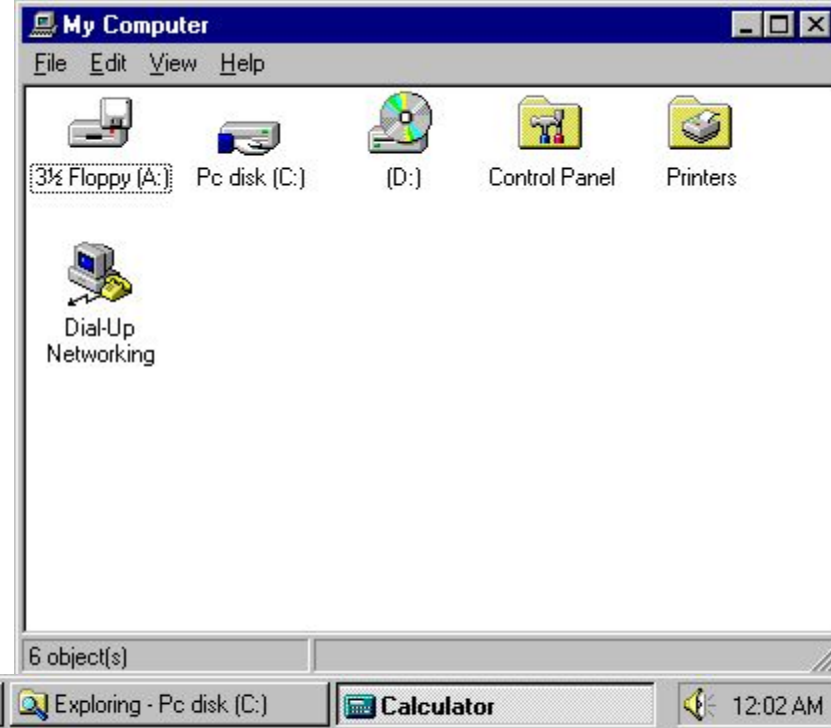 My Computer
File Edit View Help
3½ Floppy (A:) Pc disk (C:) (D:) Control Panel Printers
Dial-Up
Networking
6 object(s)
Exploring - Pc disk (C:) Calculator 12:02 AM